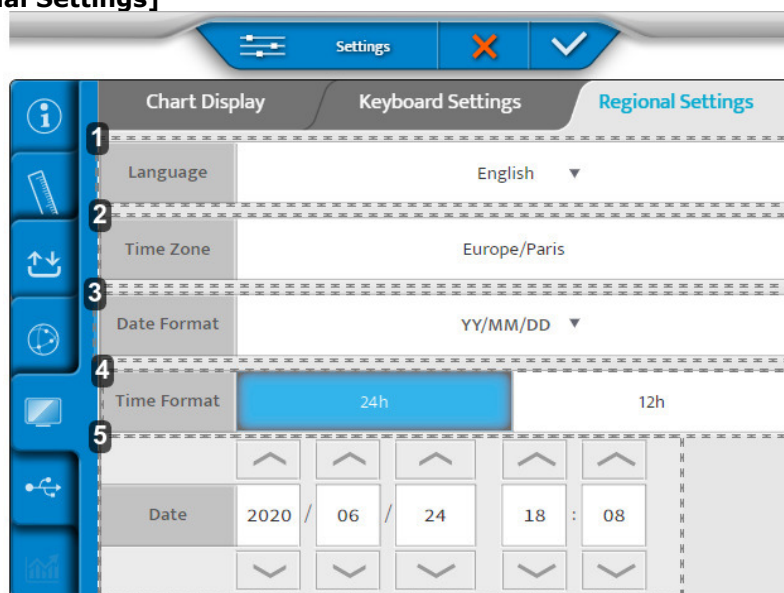 al Settings]
Settings
Chart Display Keyboard Settings Regional Settings
1
Language English
2
Time Zone Europe/Paris
3
Date Format YY/MM/DD
4
Time Format 24h 12h
5
Date 2020 / 06 / 24 18 : 08